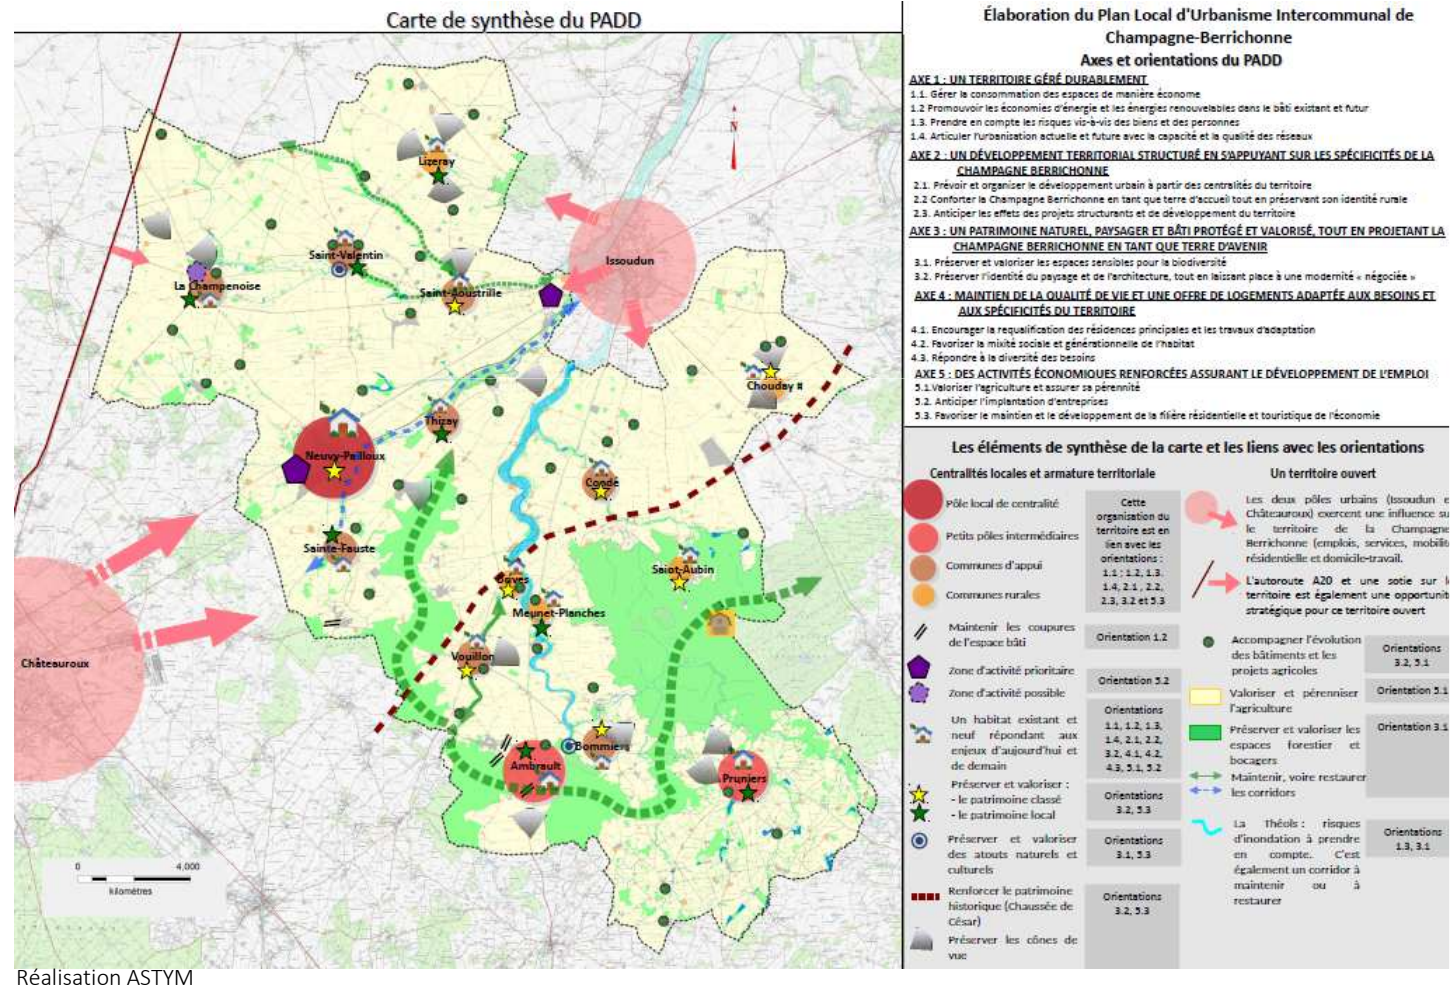 Carte de synthèse du PADD
Lizeray
Issoudun
Saint-Valentin
La Champenoise
Saint-Aoustrille
N
Chouday #
Thizay
Neuvy-Pailloux
Condé
Sainte-Fauste
Saint-Aubin
Brives
Meunet-Planches
Châteauroux
Vouillon
Bommiers
Ambrault
Pruniers
0 4,000
kilomètres
Réalisation ASTYM
Élaboration du Plan Local d'Urbanisme Intercommunal de
Champagne-Berrichonne
Axes et orientations du PADD
AXE 1 : UN TERRITOIRE GÉRÉ DURABLEMENT
1.1. Gérer la consommation des espaces de manière économe
1.2 Promouvoir les économies d'énergie et les énergies renouvelables dans le bâti existant et futur
1.3. Prendre en compte les risques vis-à-vis des biens et des personnes
1.4. Articuler l'urbanisation actuelle et future avec la capacité et la qualité des réseaux
AXE 2 : UN DÉVELOPPEMENT TERRITORIAL STRUCTURÉ EN S'APPUYANT SUR LES SPÉCIFICITÉS DE LA
CHAMPAGNE BERRICHONNE
2.1. Prévoir et organiser le développement urbain à partir des centralités du territoire
2.2 Conforter la Champagne Berrichonne en tant que terre d'accueil tout en préservant son identité rurale
2.3. Anticiper les effets des projets structurants et de développement du territoire
AXE 3 : UN PATRIMOINE NATUREL, PAYSAGER ET BÂTI PROTÉGÉ ET VALORISÉ, TOUT EN PROJETANT LA
CHAMPAGNE BERRICHONNE EN TANT QUE TERRE D'AVENIR
3.1. Préserver et valoriser les espaces sensibles pour la biodiversité
3.2. Préserver l'identité du paysage et de l'architecture, tout en laissant place à une modernité « négociée »
AXE 4 : MAINTIEN DE LA QUALITÉ DE VIE ET UNE OFFRE DE LOGEMENTS ADAPTÉE AUX BESOINS ET
AUX SPÉCIFICITÉS DU TERRITOIRE
4.1. Encourager la requalification des résidences principales et les travaux d'adaptation
4.2. Favoriser la mixité sociale et générationnelle de l'habitat
4.3. Répondre à la diversité des besoins
AXE 5 : DES ACTIVITÉS ÉCONOMIQUES RENFORCÉES ASSURANT LE DÉVELOPPEMENT DE L'EMPLOI
5.1.Valoriser l'agriculture et assurer sa pérennité
5.2. Anticiper l'implantation d'entreprises
5.3. Favoriser le maintien et le développement de la filière résidentielle et touristique de l'économie
Les éléments de synthèse de la carte et les liens avec les orientations
Centralités locales et armature territoriale
Pôle local de centralité
Petits pôles intermédiaires
Communes d'appui
Communes rurales
Cette
organisation du
territoire est en
lien avec les
orientations :
1.1 ; 1.2, 1.3.
1.4, 2.1 , 2.2,
2.3, 3.2 et 5.3
Maintenir les coupures
de l'espace bâti
Orientation 1.2
Zone d'activité prioritaire
Zone d'activité possible
Orientation 5.2
Un habitat existant et
neuf répondant aux
enjeux d'aujourd'hui et
de demain
Orientations
1.1, 1.2, 1.3,
1.4, 2.1, 2.2,
3.2, 4.1, 4.2,
4.3, 5.1, 5.2
Préserver et valoriser :
- le patrimoine classé
- le patrimoine local
Orientations
3.2, 5.3
Préserver et valoriser
des atouts naturels et
culturels
Orientations
3.1, 5.3
Renforcer le patrimoine
historique (Chaussée de
César)
Orientations
3.2, 5.3
Préserver les cônes de
vue
Un territoire ouvert
Les deux pôles urbains (Issoudun e
Châteauroux) exercent une influence su
le territoire de la Champagne
Berrichonne (emplois, services, mobilité
résidentielle et domicile-travail.
L'autoroute A20 et une sotie sur l
territoire est également une opportunit
stratégique pour ce territoire ouvert
Accompagner l'évolution
des bâtiments et les
projets agricoles
Orientations
3.2, 5.1
Valoriser et pérenniser
l'agriculture
Orientation 5.1
Préserver et valoriser les
espaces forestier et
bocagers
Orientation 3.1
Maintenir, voire restaurer
les corridors
La Théols : risques
d'inondation à prendre
en compte. C'est
également un corridor à
maintenir ou à
restaurer
Orientations
1.3, 3.1